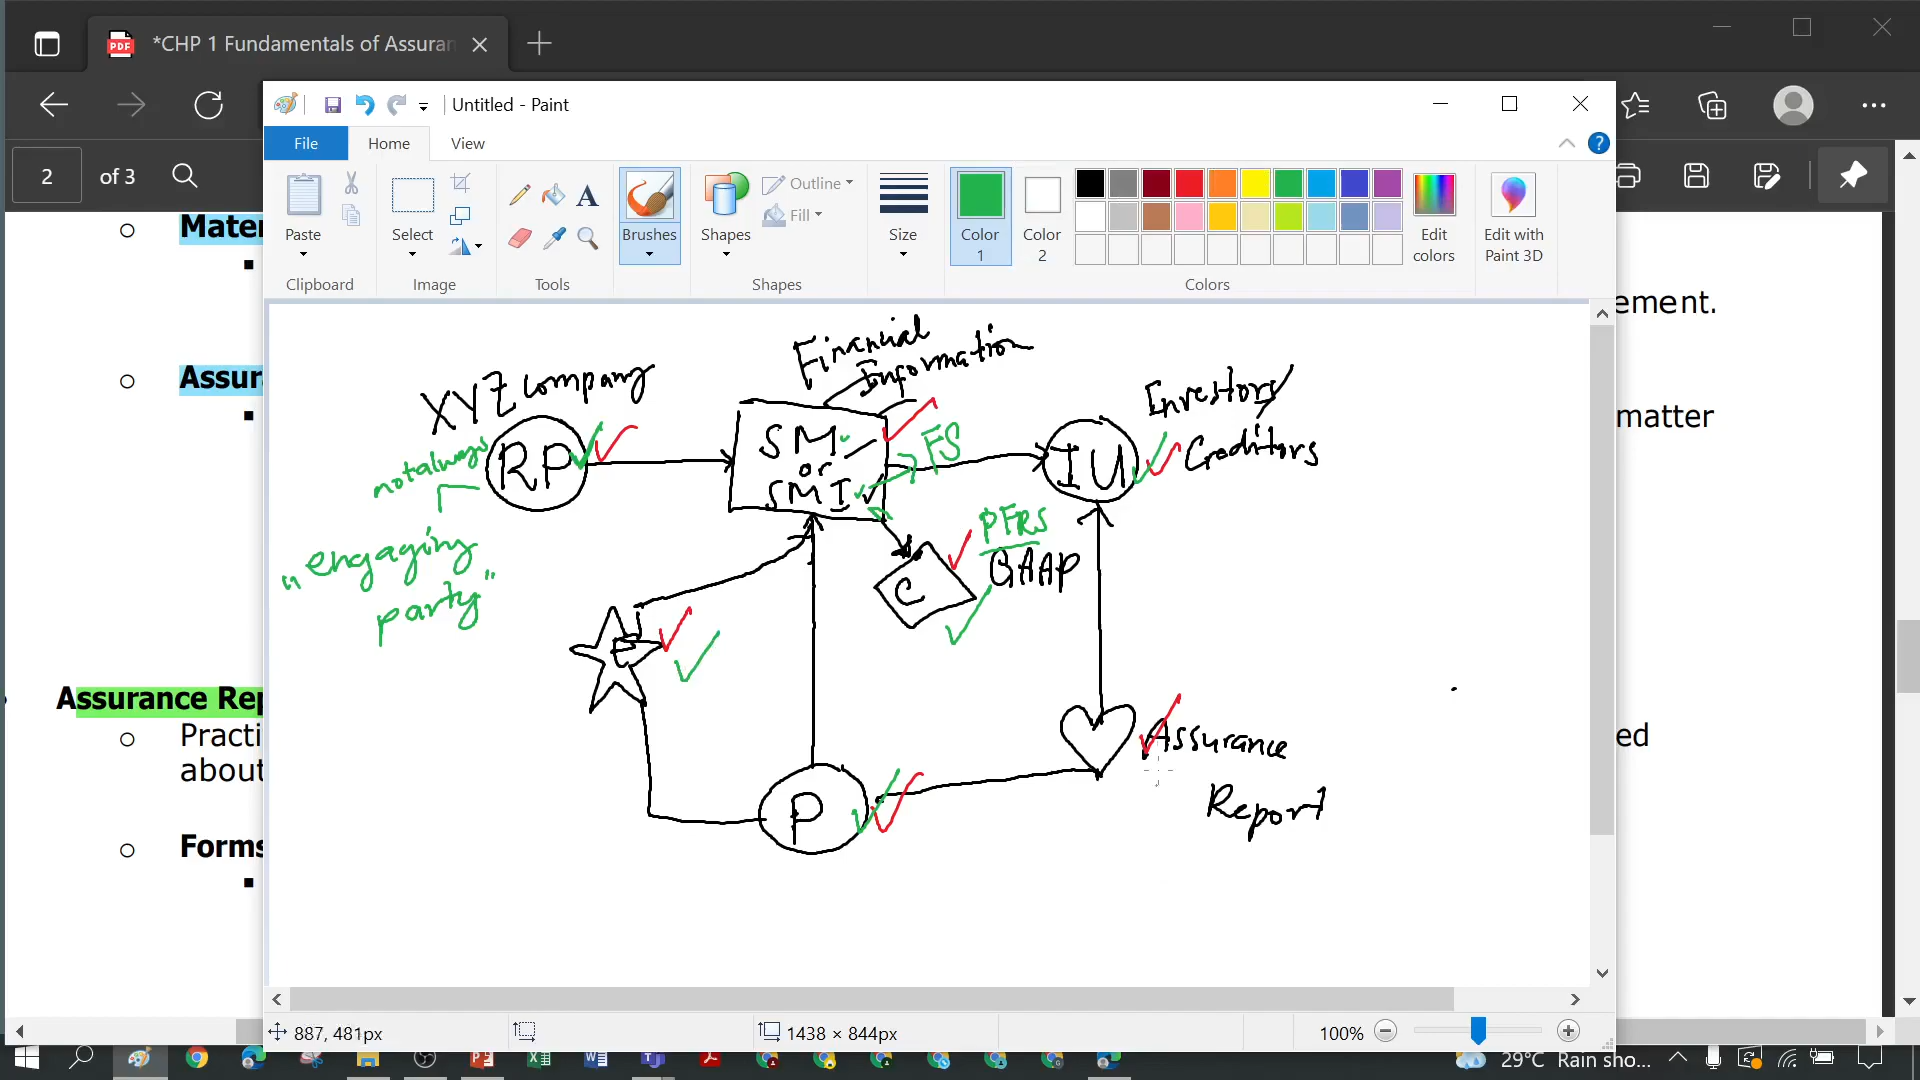 *CHP 1 Fundamentals of Assuran
2 of 3
Untitled - Paint
File Home View
Paste
Select
Brushes
Shapes
Outline
Fill
Size
Color 1
Color 2
Edit colors
Edit with Paint 3D
Clipboard Image Tools Shapes Colors
Mater
ement.
Assur
matter
Assurance Rep
Practi
ed
about
Forms
Financial
Information
XYZ company
Investors
Creditors
RP
SM
or
SMI
FS
IU
not always
"engaging
party"
PFRS
GAAP
C
E
Assurance
Report
P
887, 481px
1438 × 844px
100%
29°C Rain sho...